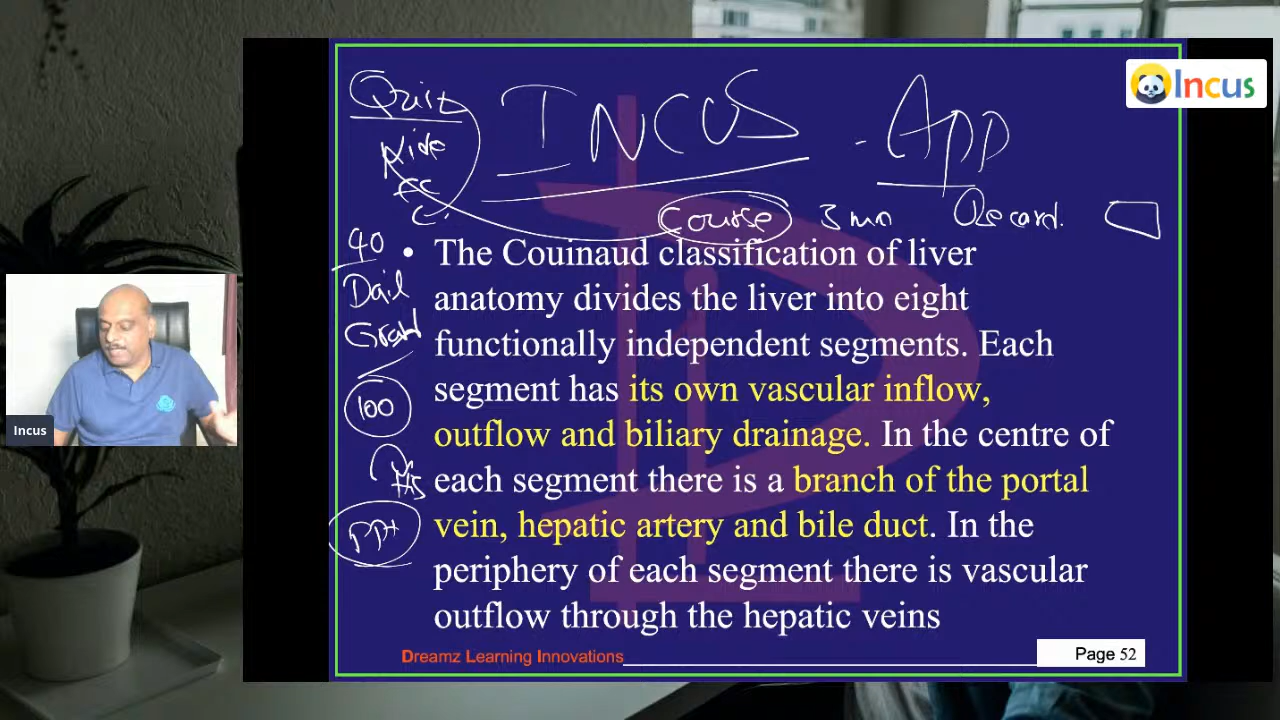 Quiz INCUS - App
Incus
Course 3 mn Record.
40
• The Couinaud classification of liver
anatomy divides the liver into eight
functionally independent segments. Each
segment has its own vascular inflow,
100
outflow and biliary drainage. In the centre of
Incus
each segment there is a branch of the portal
vein, hepatic artery and bile duct. In the
PPt
periphery of each segment there is vascular
outflow through the hepatic veins
Dreamz Learning Innovations
Page 52